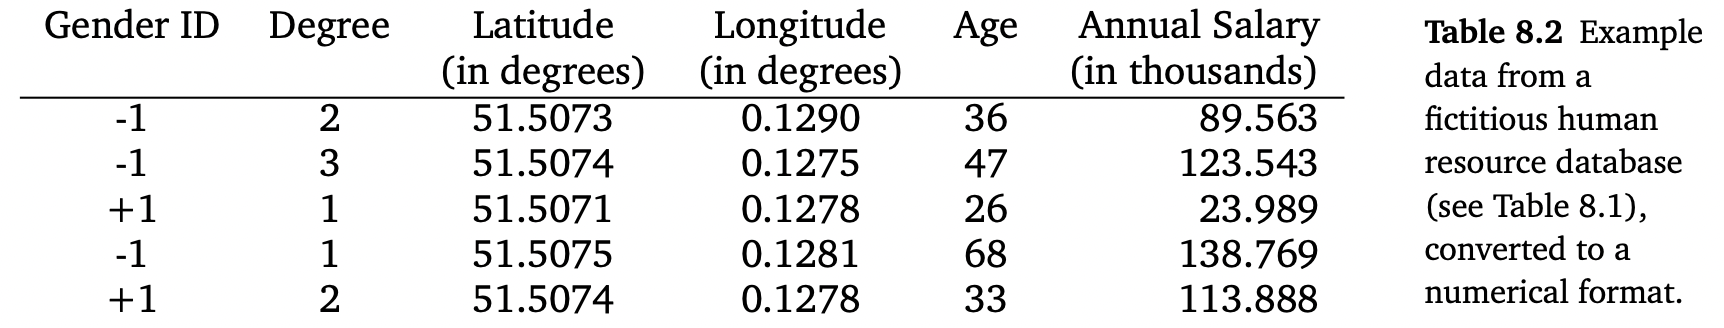 Gender ID Degree Latitude Longitude Age Annual Salary
(in degrees) (in degrees) (in thousands)
-1 2 51.5073 0.1290 36 89.563
-1 3 51.5074 0.1275 47 123.543
+1 1 51.5071 0.1278 26 23.989
-1 1 51.5075 0.1281 68 138.769
+1 2 51.5074 0.1278 33 113.888
Table 8.2 Example
data from a
fictitious human
resource database
(see Table 8.1),
converted to a
numerical format.